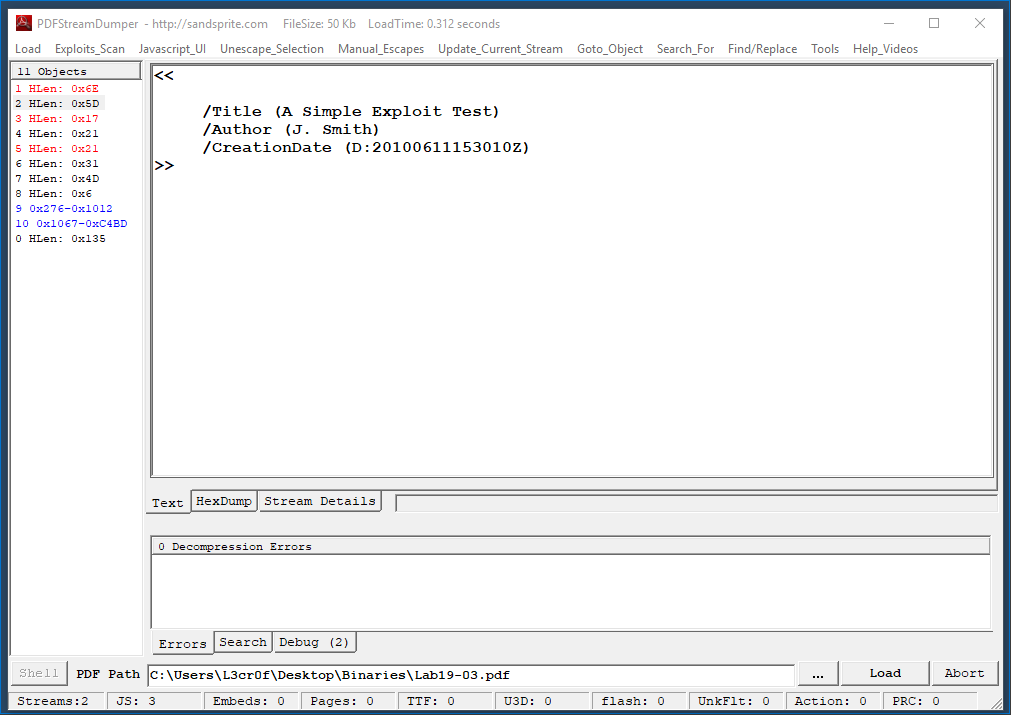 PDFStreamDumper - http://sandsprite.com FileSize: 50 Kb LoadTime: 0.312 seconds
Load Exploits_Scan Javascript_UI Unescape_Selection Manual_Escapes Update_Current_Stream Goto_Object Search_For Find/Replace Tools Help_Videos
11 Objects
1 HLen: 0x6E
2 HLen: 0x5D
3 HLen: 0x17
4 HLen: 0x21
5 HLen: 0x21
6 HLen: 0x31
7 HLen: 0x4D
8 HLen: 0x6
9 0x276-0x1012
10 0x1067-0xC4BD
0 HLen: 0x135
<<
/Title (A Simple Exploit Test)
/Author (J. Smith)
/CreationDate (D:20100611153010Z)
>>
Text HexDump Stream Details
0 Decompression Errors
Errors Search Debug (2)
Shell PDF Path C:\Users\L3cr0f\Desktop\Binaries\Lab19-03.pdf ... Load Abort
Streams:2 JS: 3 Embeds: 0 Pages: 0 TTF: 0 U3D: 0 flash: 0 UnkFlt: 0 Action: 0 PRC: 0